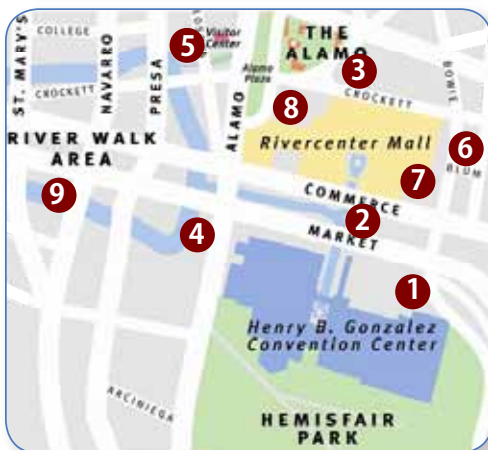 ST. MARY'S
COLLEGE
NAVARRO
PRESA
5
Visitor
Center
THE
ALAMO
Alamo
Plaza
3
CROCKETT
CROCKETT
BOWIE
ALAMO
8
RIVER WALK
AREA
Rivercenter Mall
6
BLUM
7
9
COMMERCE
2
4
MARKET
1
Henry B. Gonzalez
Convention Center
ARCINIEGA
HEMISFAIR
PARK